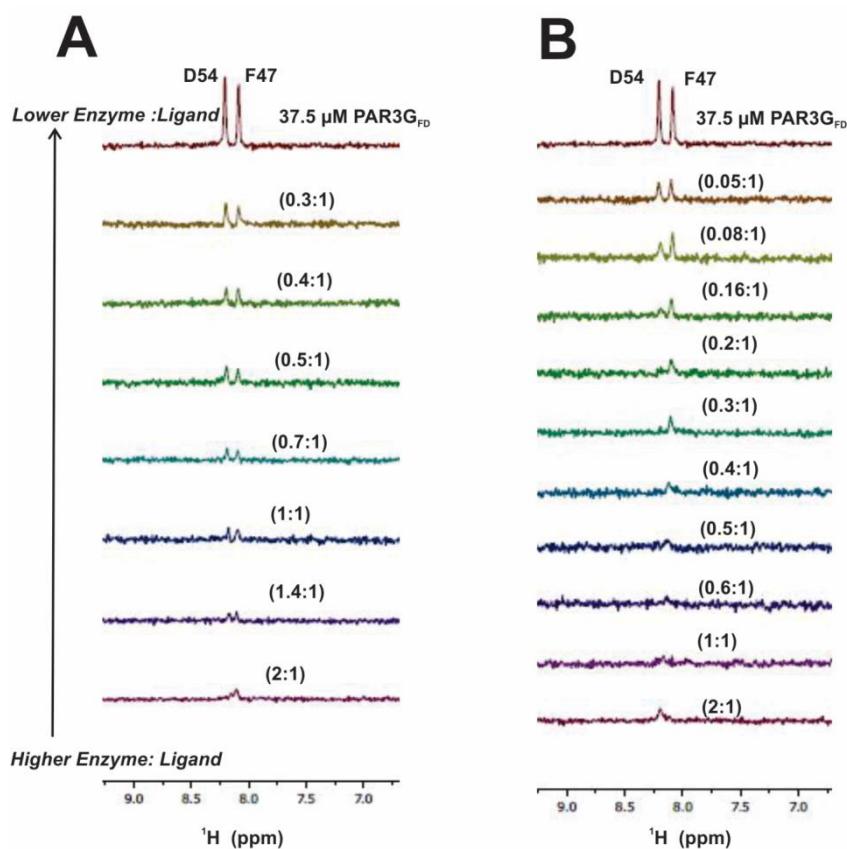 A
D54 F47
Lower Enzyme :Ligand
37.5 µM PAR3G_FD
(0.3:1)
(0.4:1)
(0.5:1)
(0.7:1)
(1:1)
(1.4:1)
(2:1)
Higher Enzyme: Ligand
9.0 8.5 8.0 7.5 7.0
¹H (ppm)
B
D54 F47
37.5 µM PAR3G_FD
(0.05:1)
(0.08:1)
(0.16:1)
(0.2:1)
(0.3:1)
(0.4:1)
(0.5:1)
(0.6:1)
(1:1)
(2:1)
9.0 8.5 8.0 7.5 7.0
¹H (ppm)